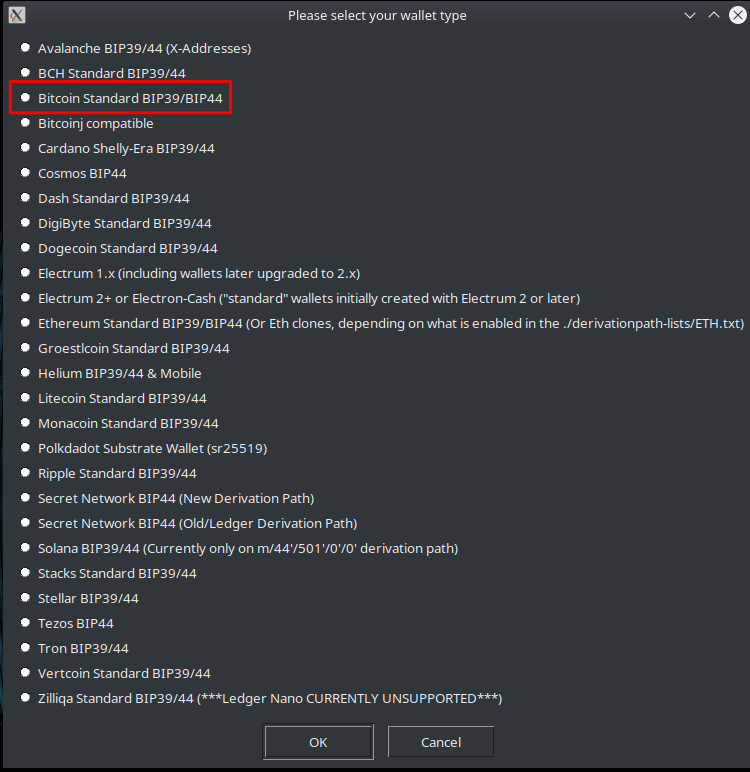 Please select your wallet type
Avalanche BIP39/44 (X-Addresses)
BCH Standard BIP39/44
Bitcoin Standard BIP39/BIP44
Bitcoinj compatible
Cardano Shelly-Era BIP39/44
Cosmos BIP44
Dash Standard BIP39/44
DigiByte Standard BIP39/44
Dogecoin Standard BIP39/44
Electrum 1.x (including wallets later upgraded to 2.x)
Electrum 2+ or Electron-Cash ("standard" wallets initially created with Electrum 2 or later)
Ethereum Standard BIP39/BIP44 (Or Eth clones, depending on what is enabled in the ./derivationpath-lists/ETH.txt)
Groestlcoin Standard BIP39/44
Helium BIP39/44 & Mobile
Litecoin Standard BIP39/44
Monacoin Standard BIP39/44
Polkdadot Substrate Wallet (sr25519)
Ripple Standard BIP39/44
Secret Network BIP44 (New Derivation Path)
Secret Network BIP44 (Old/Ledger Derivation Path)
Solana BIP39/44 (Currently only on m/44'/501'/0'/0' derivation path)
Stacks Standard BIP39/44
Stellar BIP39/44
Tezos BIP44
Tron BIP39/44
Vertcoin Standard BIP39/44
Zilliqa Standard BIP39/44 (***Ledger Nano CURRENTLY UNSUPPORTED***)
OK Cancel